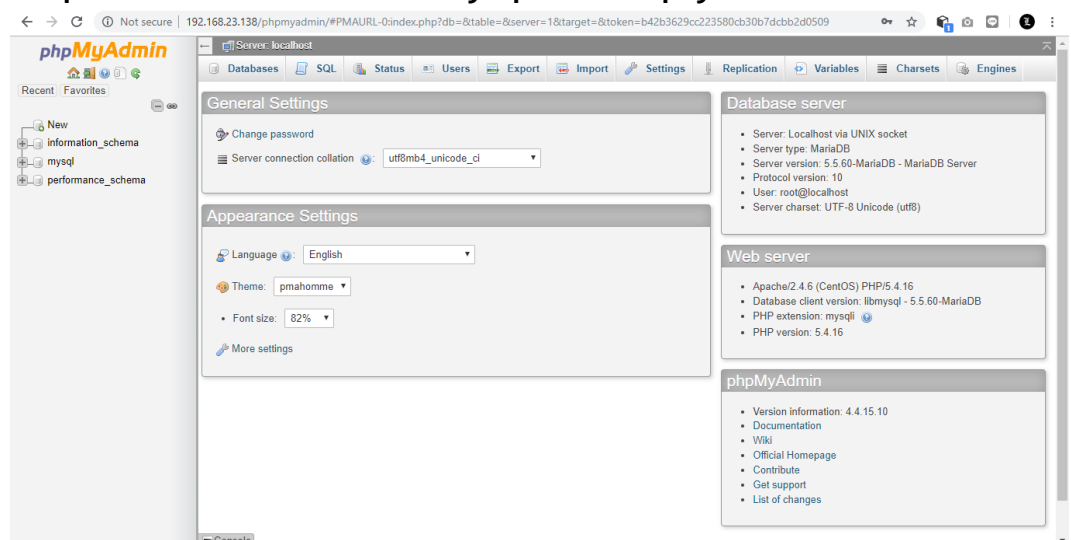 Not secure | 192.168.23.138/phpmyadmin/#PMAURL-0:index.php?db=&table=&server=1&target=&token=b42b3629cc223580cb30b7dcbb2d0509
phpMyAdmin
Recent Favorites
New
information_schema
mysql
performance_schema
Server: localhost
Databases SQL Status Users Export Import Settings Replication Variables Charsets Engines
General Settings
Change password
Server connection collation : utf8mb4_unicode_ci
Appearance Settings
Language : English
Theme: pmahomme
• Font size: 82%
More settings
Database server
• Server: Localhost via UNIX socket
• Server type: MariaDB
• Server version: 5.5.60-MariaDB - MariaDB Server
• Protocol version: 10
• User: root@localhost
• Server charset: UTF-8 Unicode (utf8)
Web server
• Apache/2.4.6 (CentOS) PHP/5.4.16
• Database client version: libmysql - 5.5.60-MariaDB
• PHP extension: mysqli
• PHP version: 5.4.16
phpMyAdmin
• Version information: 4.4.15.10
• Documentation
• Wiki
• Official Homepage
• Contribute
• Get support
• List of changes
Console